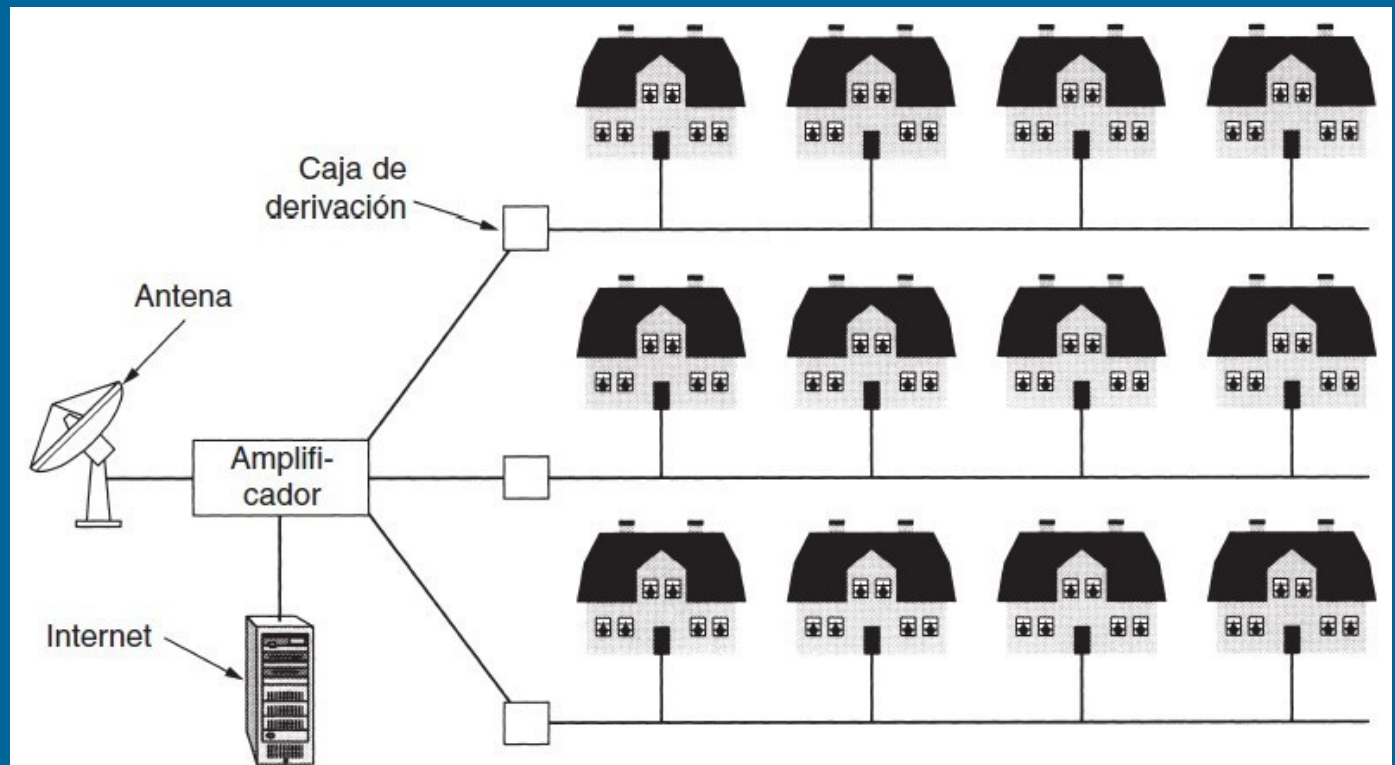 Caja de
derivación
Antena
Amplifi-
cador
Internet